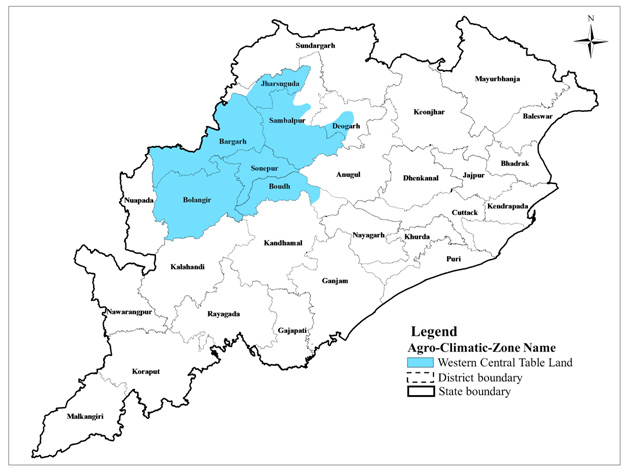 N
Sundargarh
Jharsuguda
Mayurbhanja
Sambalpur
Keonjhar
Baleswar
Deogarh
Bargarh
Bhadrak
Sonepur
Anugul
Dhenkanal
Jajpur
Boudh
Nuapada
Bolangir
Kendrapada
Cuttack
Nayagarh
Khurda
Kandhamal
Puri
Kalahandi
Ganjam
Nawarangpur
Rayagada
Gajapati
Koraput
Malkangiri
Legend
Agro-Climatic-Zone Name
Western Central Table Land
District boundary
State boundary